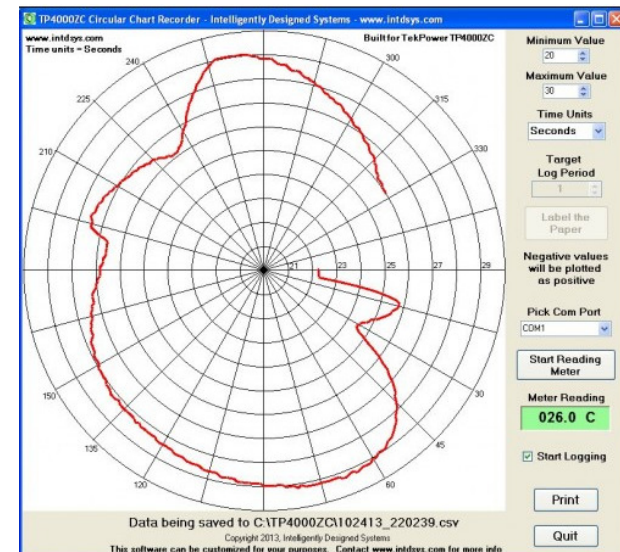 TP4000ZC Circular Chart Recorder - Intelligently Designed Systems - www.intdsys.com
www.intdsys.com
Time units = Seconds
Built for TekPower TP4000ZC
240
300
225
315
210
330
21
23
25
27
29
150
30
135
45
120
60
Minimum Value
20
Maximum Value
30
Time Units
Seconds
Target
Log Period
1
Label the
Paper
Negative values
will be plotted
as positive
Pick Com Port
COM1
Start Reading
Meter
Meter Reading
026.0 C
Start Logging
Print
Quit
Data being saved to C:\TP4000ZC\102413_220239.csv
Copyright 2013, Intelligently Designed Systems
This software can be customized for your purposes. Contact www.intdsys.com for more info